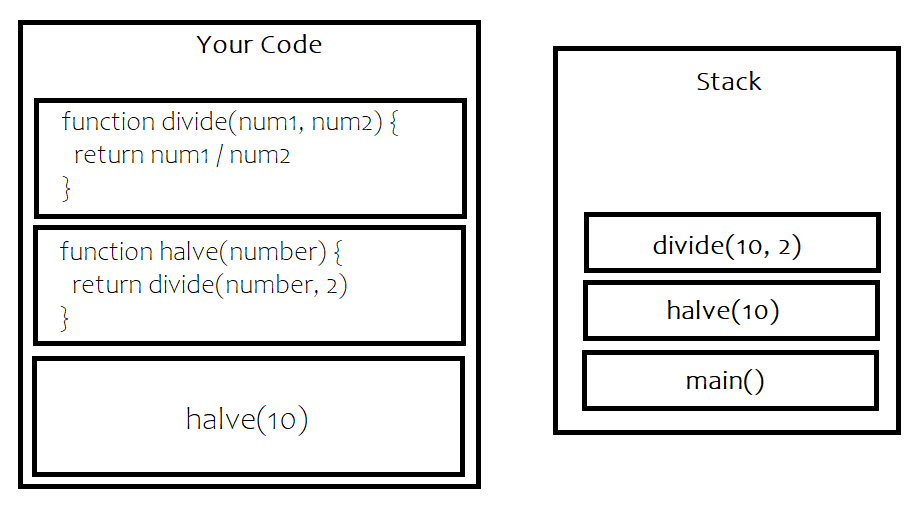 Your Code
function divide(num1, num2) {
return num1 / num2
}
function halve(number) {
return divide(number, 2)
}
halve(10)
Stack
divide(10, 2)
halve(10)
main()